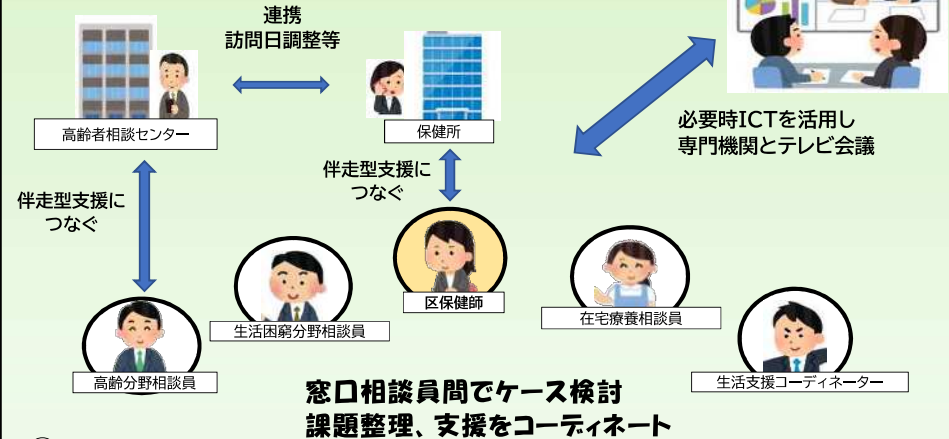 連携
訪問日調整等
高齢者相談センター
保健所
必要時ICTを活用し
専門機関とテレビ会議
伴走型支援に
つなぐ
伴走型支援に
つなぐ
区保健師
生活困窮分野相談員
在宅療養相談員
高齢分野相談員
生活支援コーディネーター
窓口相談員間でケース検討
課題整理、支援をコーディネート